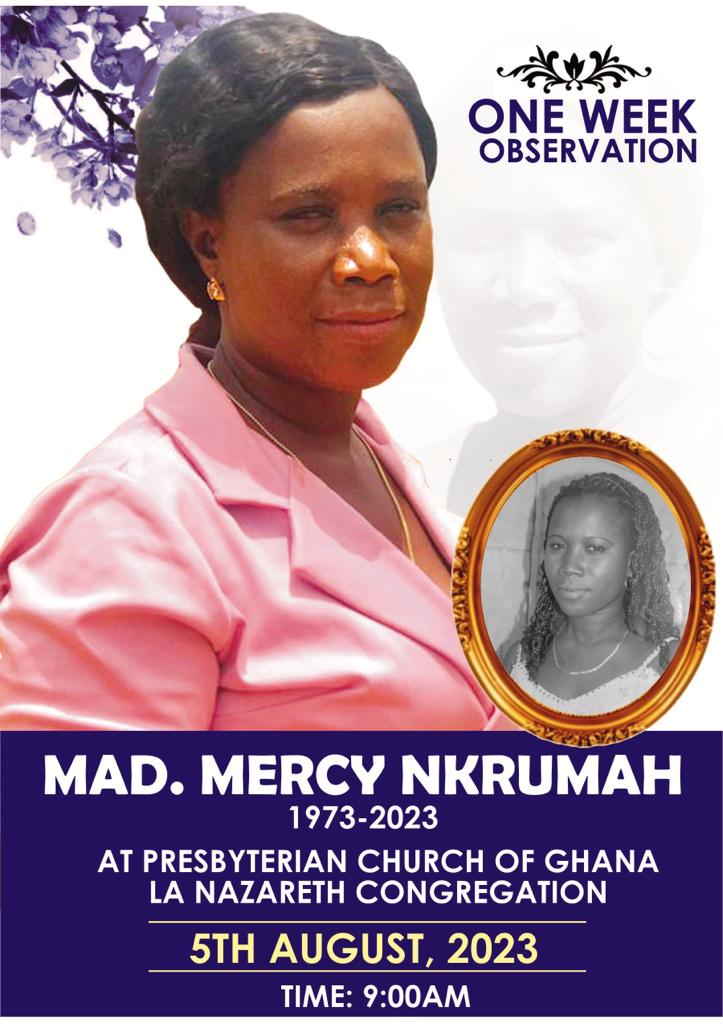 ONE WEEK
OBSERVATION
MAD. MERCY NKRUMAH
1973-2023
AT PRESBYTERIAN CHURCH OF GHANA
LA NAZARETH CONGREGATION
5TH AUGUST, 2023
TIME: 9:00AM